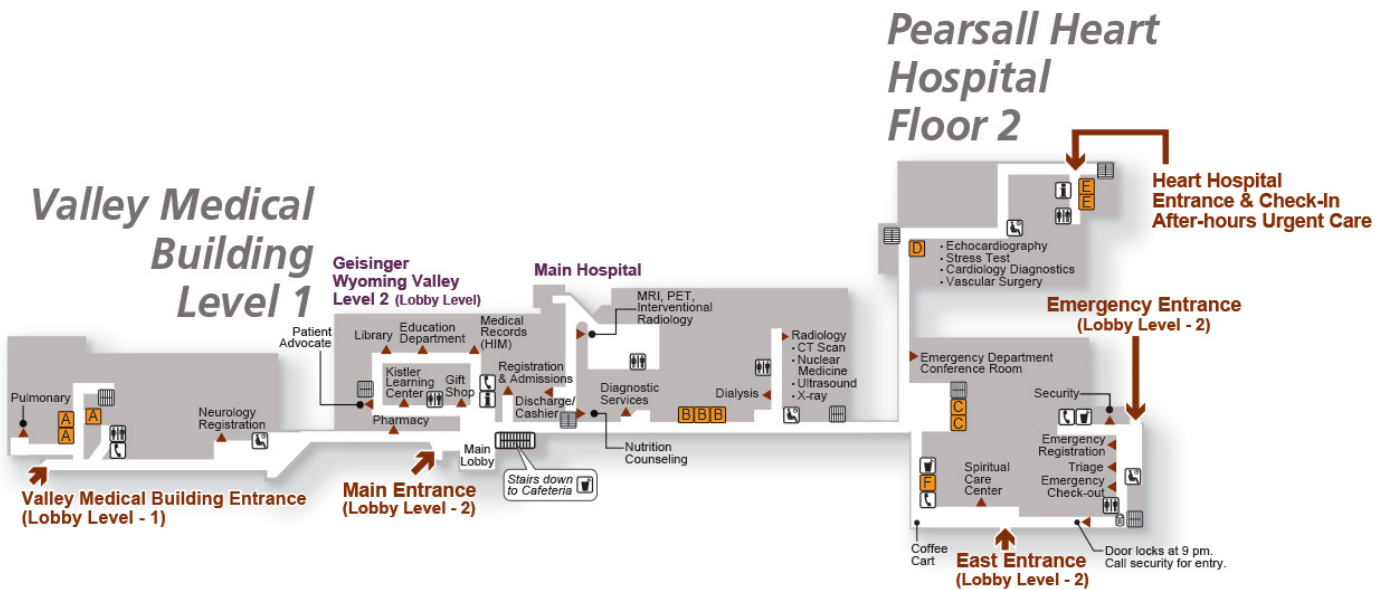 Pearsall Heart
Hospital
Floor 2
Heart Hospital
Entrance & Check-In
After-hours Urgent Care
E
E
D
• Echocardiography
• Stress Test
• Cardiology Diagnostics
• Vascular Surgery
Valley Medical
Building
Level 1
Geisinger
Wyoming Valley
Level 2 (Lobby Level)
Main Hospital
MRI, PET,
Interventional
Radiology
Emergency Entrance
(Lobby Level - 2)
Patient
Advocate
Library
Education
Department
Medical
Records
(HIM)
Radiology
• CT Scan
• Nuclear
Medicine
• Ultrasound
• X-ray
Emergency Department
Conference Room
Kistler
Learning
Center
Gift
Shop
Registration
& Admissions
Discharge/
Cashier
Diagnostic
Services
Dialysis
Security
Pulmonary
A
A
A
Neurology
Registration
Pharmacy
B B B
C
C
Emergency
Registration
Triage
Emergency
Check-out
Main
Lobby
Nutrition
Counseling
Stairs down
to Cafeteria
F
Spiritual
Care
Center
Valley Medical Building Entrance
(Lobby Level - 1)
Main Entrance
(Lobby Level - 2)
Coffee
Cart
East Entrance
(Lobby Level - 2)
Door locks at 9 pm.
Call security for entry.